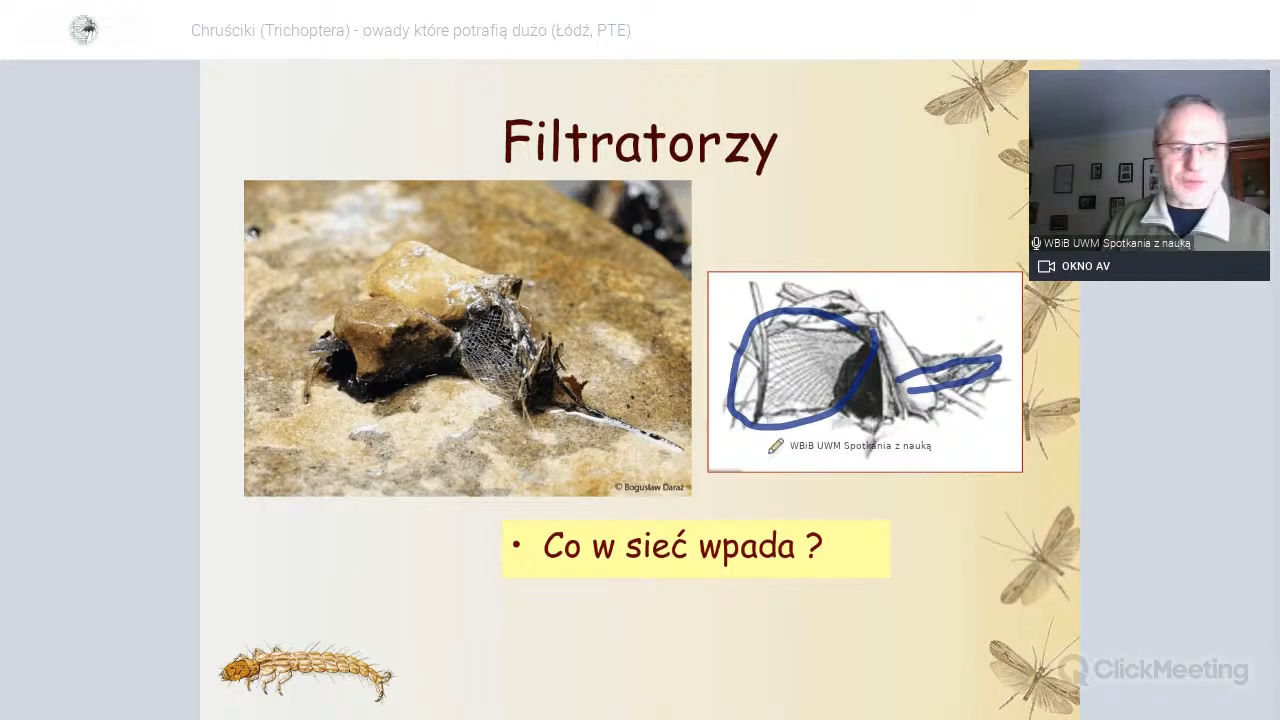 Chruściki (Trichoptera) - owady które potrafią dużo (Łódź, PTE)
Filtratorzy
WBiB UWM Spotkania z nauką
OKNO AV
WBiB UWM Spotkania z nauką
© Bogusław Daraż
• Co w sieć wpada ?
ClickMeeting